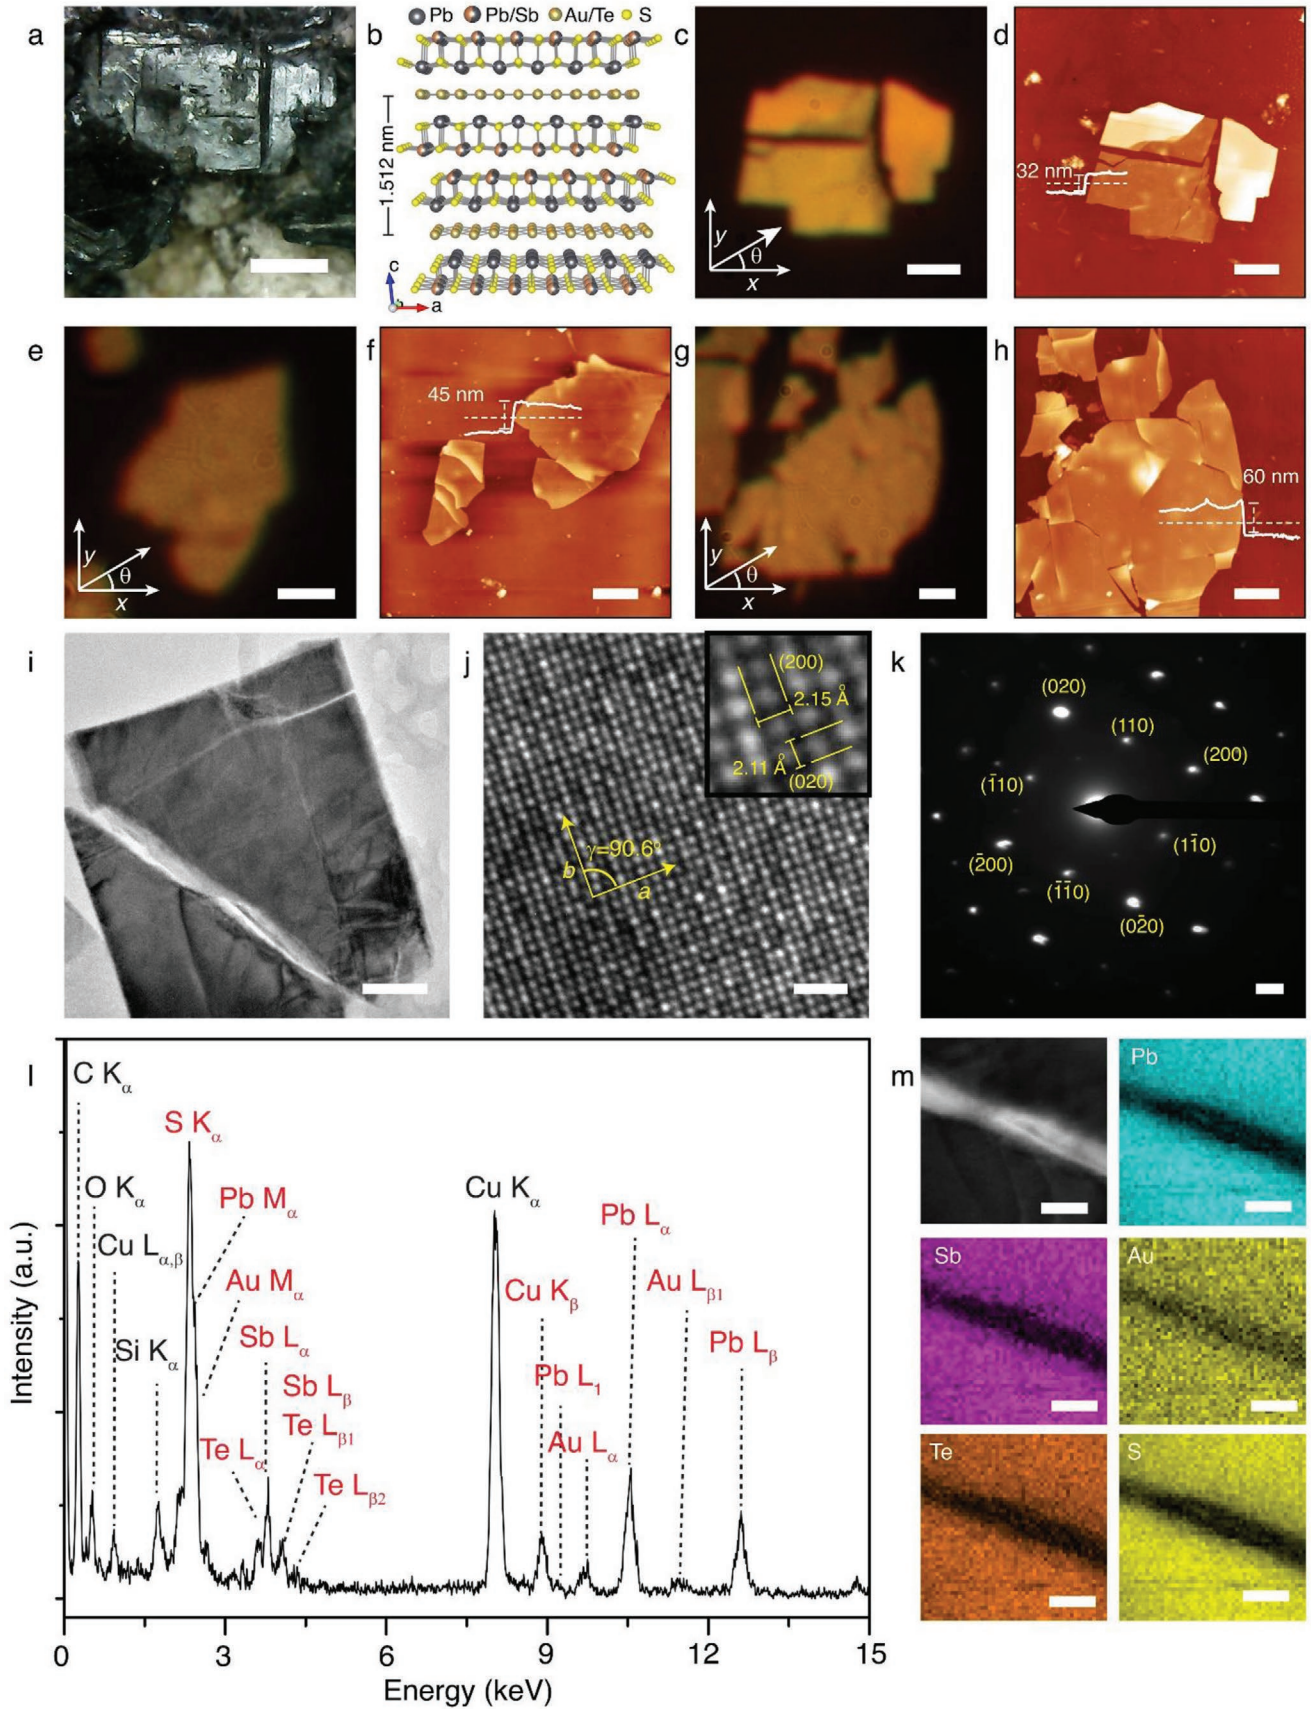 a
b
Pb Pb/Sb Au/Te S
1.512 nm
c
b
a
c
y
θ
x
d
32 nm
e
y
θ
x
f
45 nm
g
y
θ
x
h
60 nm
i
j
(200)
2.15 Å
2.11 Å
(020)
γ=90.6°
b
a
k
(020)
(110)
(200)
(1̄10)
(11̄0)
(2̄00)
(1̄1̄0)
(02̄0)
l
C Kα
S Kα
O Kα
Pb Mα
Cu Lα,β
Au Mα
Si Kα
Sb Lα
Sb Lβ
Te Lβ1
Te Lα
Te Lβ2
Cu Kα
Pb Lα
Cu Kβ
Au Lβ1
Pb Lβ
Pb L1
Au Lα
Intensity (a.u.)
0 3 6 9 12 15
Energy (keV)
m
Pb
Sb
Au
Te
S